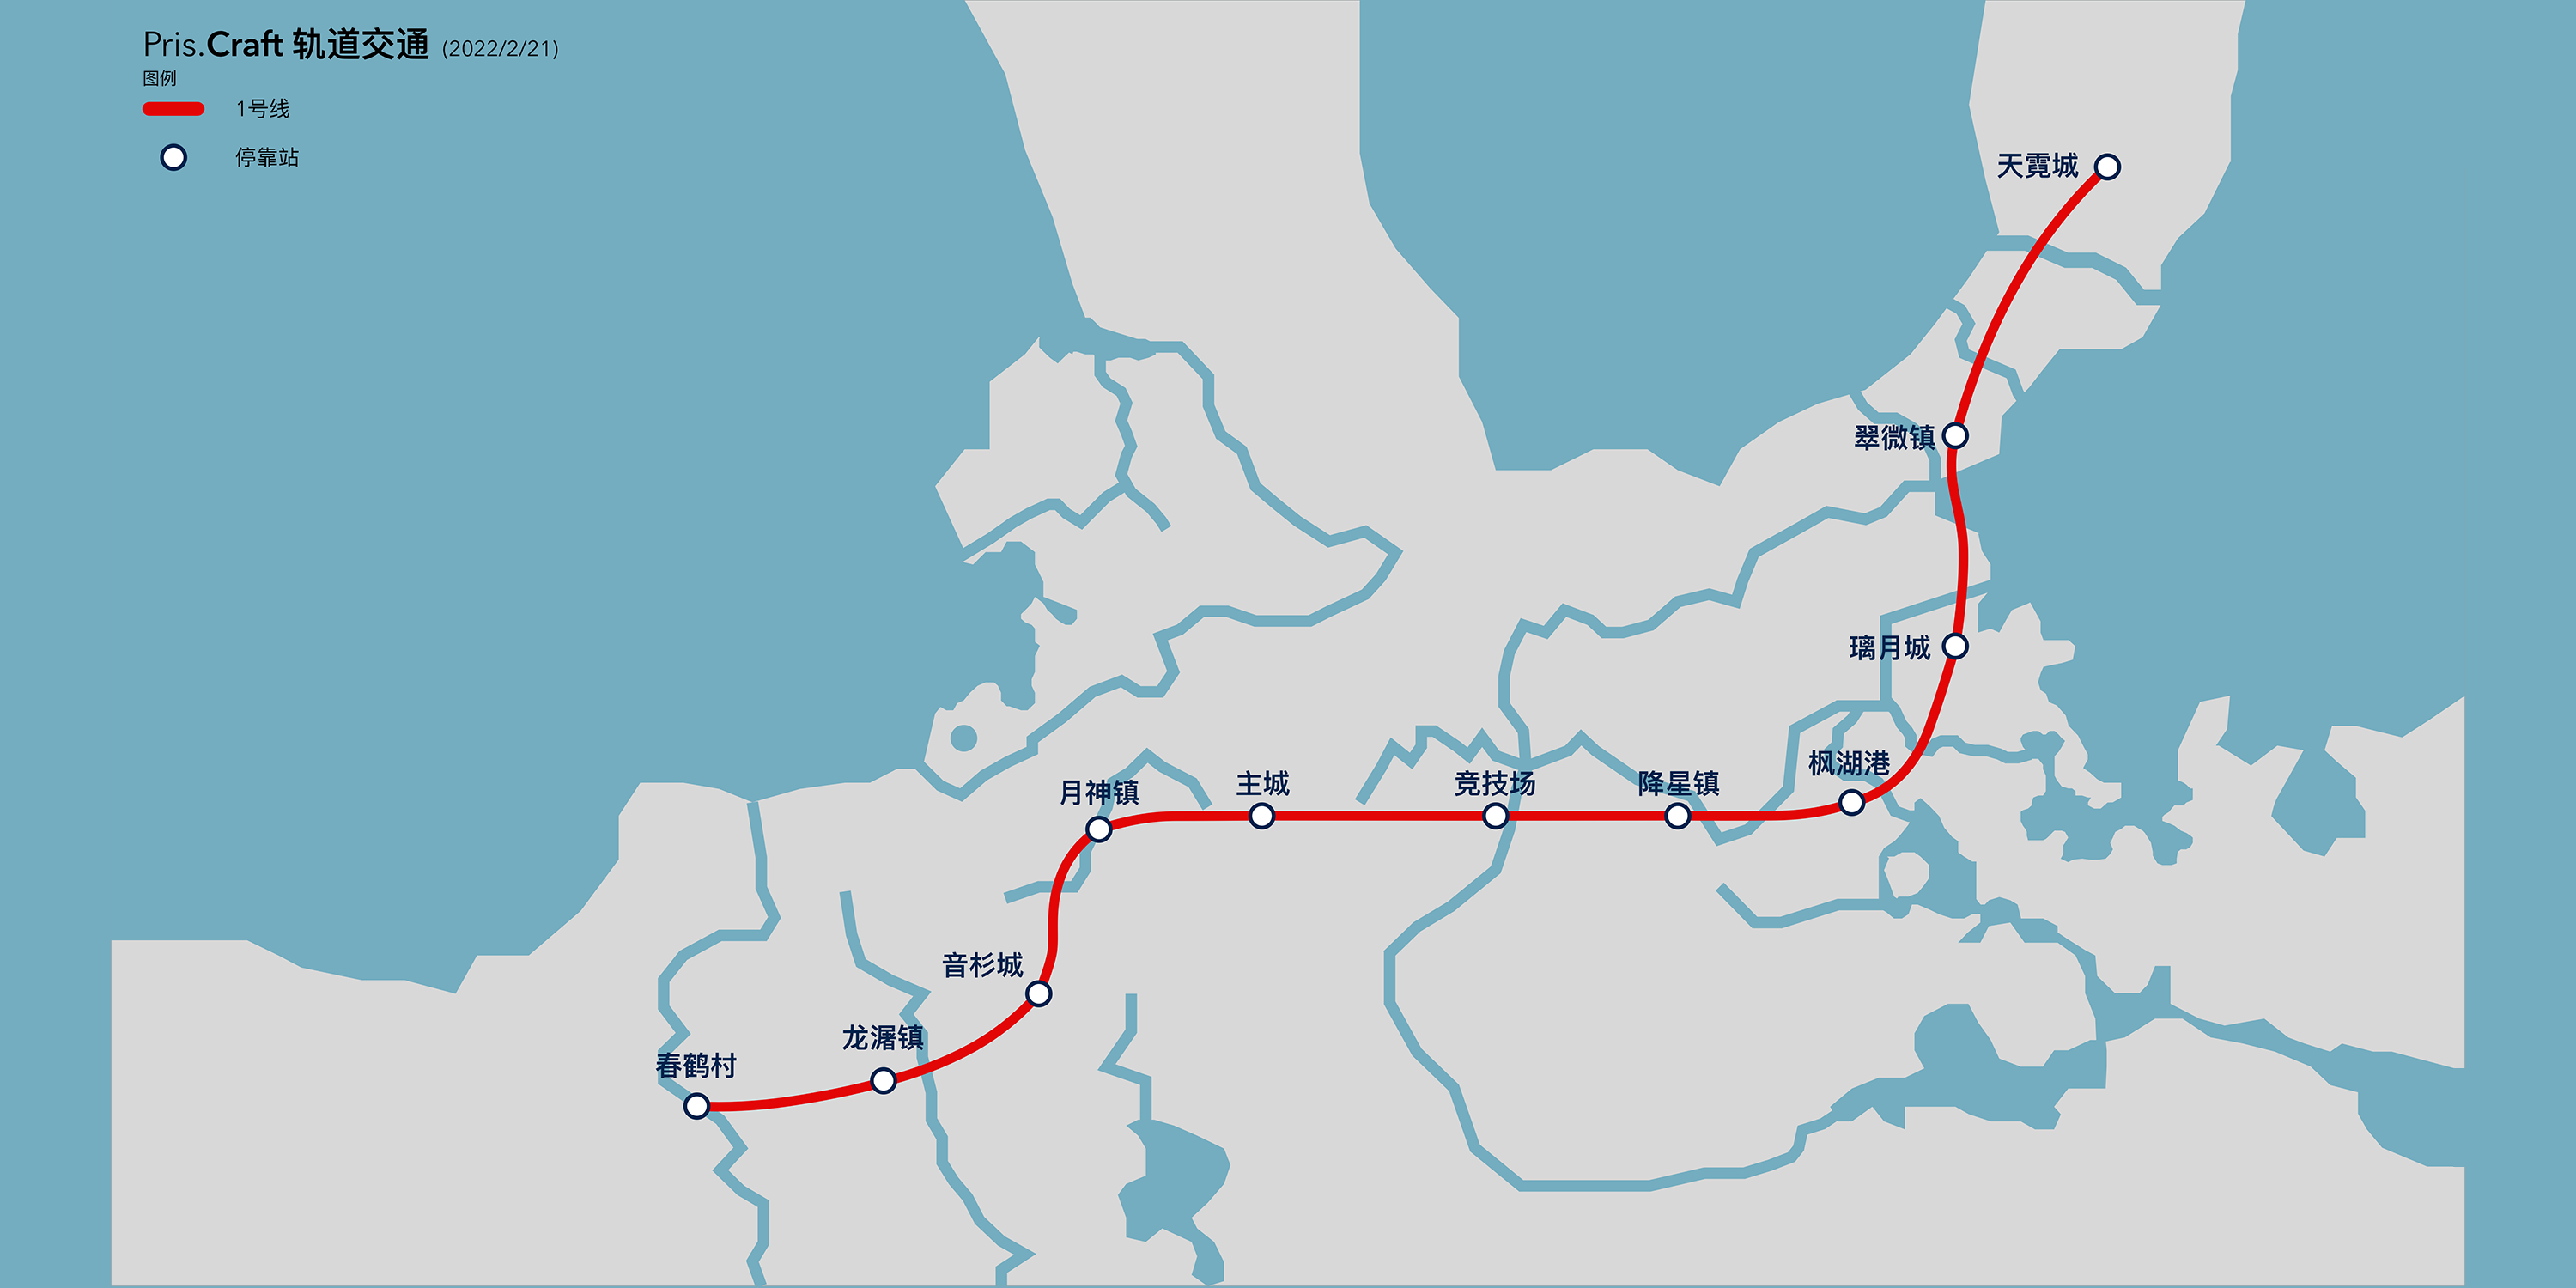 Pris.Craft 轨道交通 (2022/2/21)
图例
1号线
停靠站
天霓城
翠微镇
璃月城
枫湖港
降星镇
竞技场
主城
月神镇
音杉城
龙潺镇
春鹤村